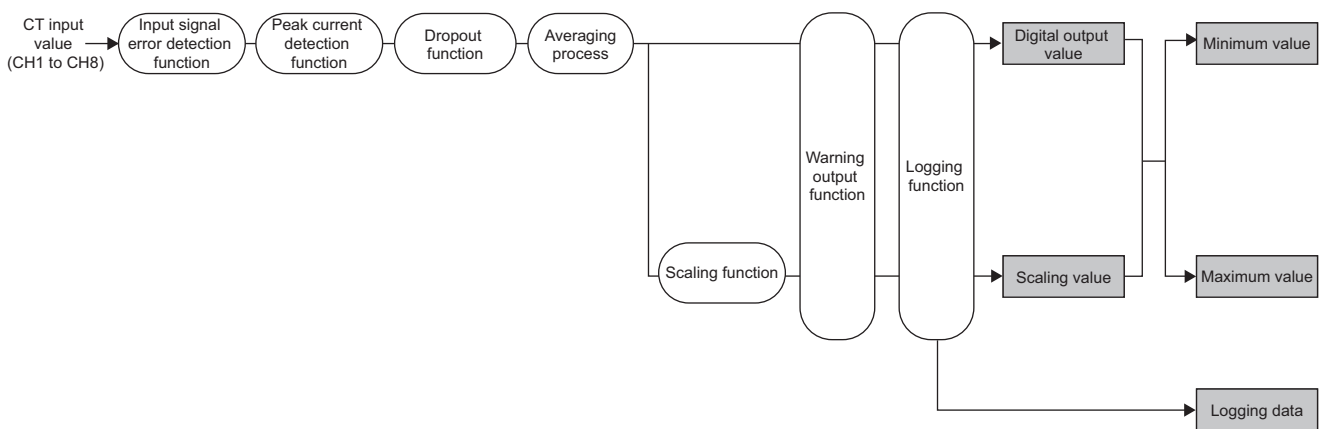 CT input
value
(CH1 to CH8)
Input signal
error detection
function
Peak current
detection
function
Dropout
function
Averaging
process
Scaling function
Warning
output
function
Logging
function
Digital output
value
Scaling value
Minimum value
Maximum value
Logging data